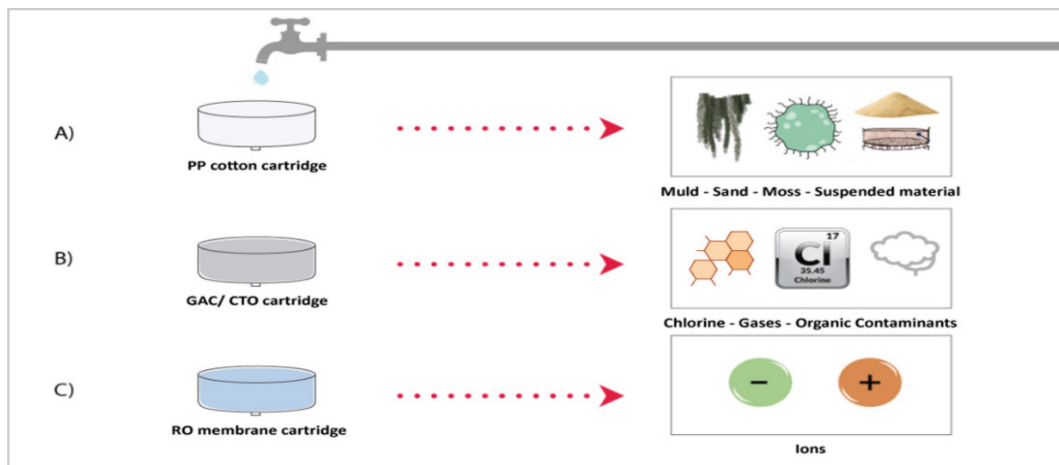 A)
PP cotton cartridge
Muld - Sand - Moss - Suspended material
B)
GAC/ CTO cartridge
17
Cl
35.45
Chlorine
Chlorine - Gases - Organic Contaminants
C)
RO membrane cartridge
−
+
Ions